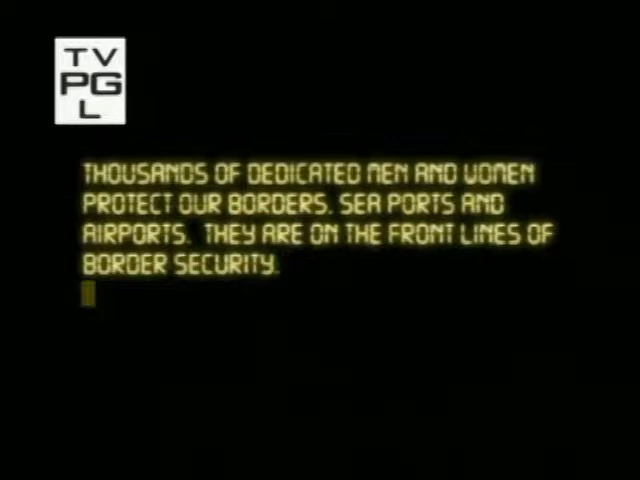 TV
PG
L
THOUSANDS OF DEDICATED MEN AND WOMEN
PROTECT OUR BORDERS. SEA PORTS AND
AIRPORTS. THEY ARE ON THE FRONT LINES OF
BORDER SECURITY.